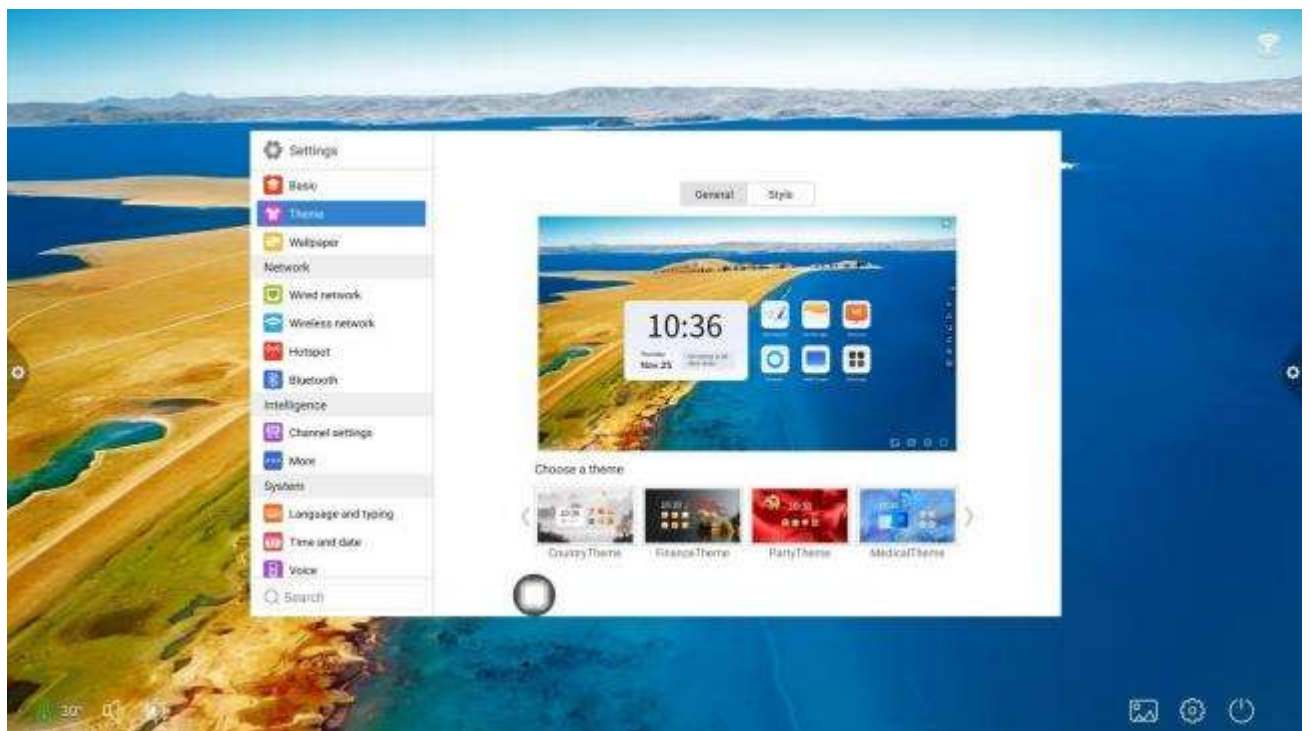 Settings
Basic
Theme
Wallpaper
Network
Wired network
Wireless network
Hotspot
Bluetooth
Intelligence
Channel settings
More
System
Language and typing
Time and date
Voice
Search
General
Style
10:36
Nov 25
Choose a theme
CountryTheme
FinanceTheme
PartyTheme
MedicalTheme
30°